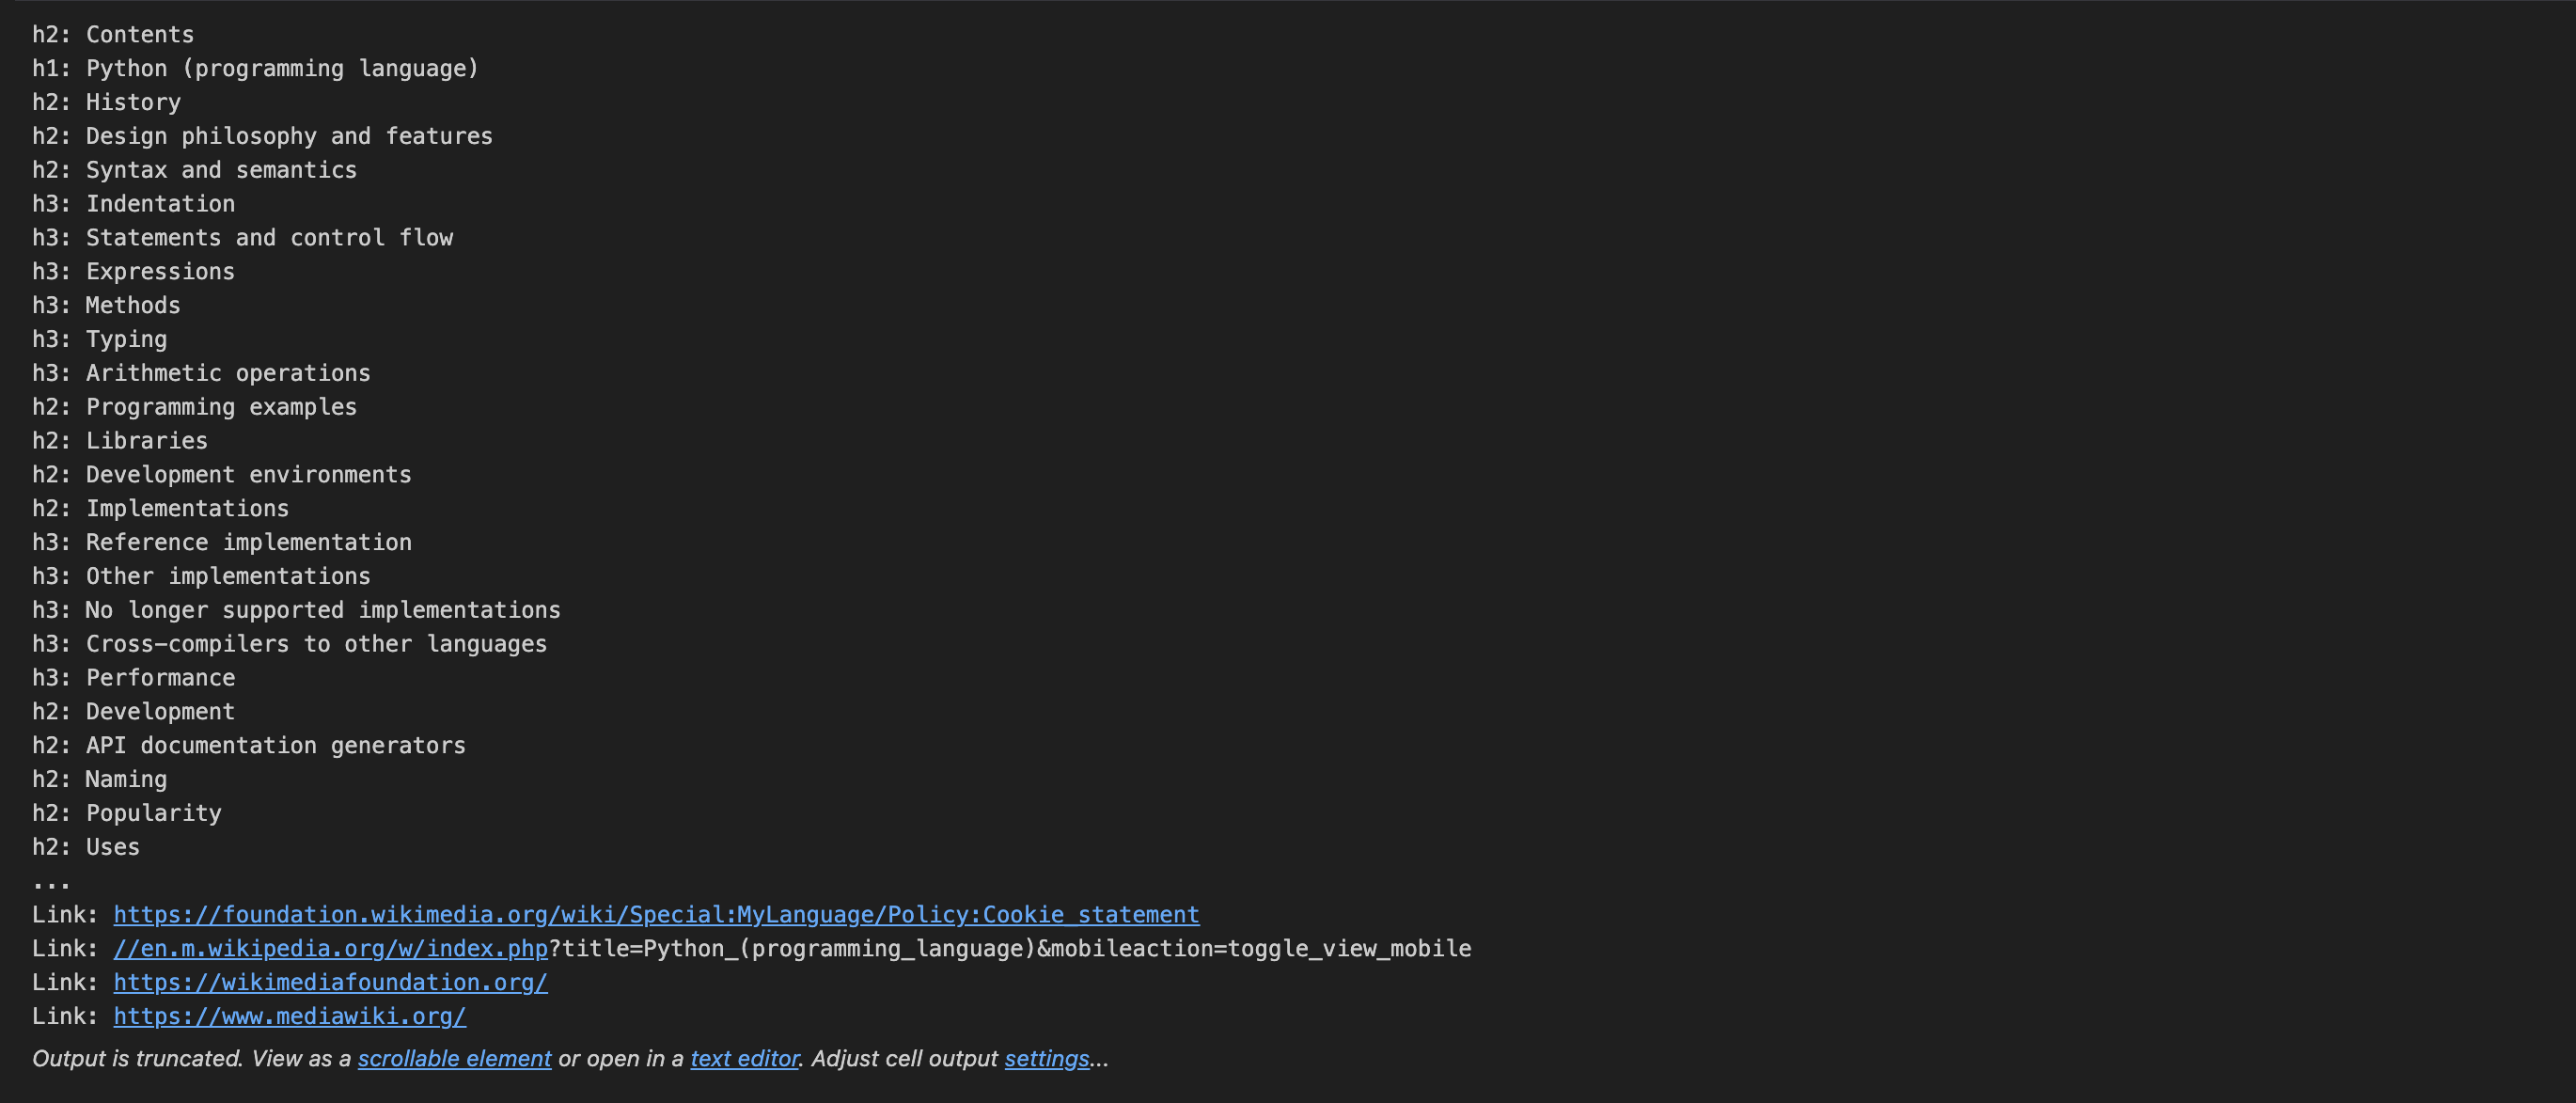 h2: Contents
h1: Python (programming language)
h2: History
h2: Design philosophy and features
h2: Syntax and semantics
h3: Indentation
h3: Statements and control flow
h3: Expressions
h3: Methods
h3: Typing
h3: Arithmetic operations
h2: Programming examples
h2: Libraries
h2: Development environments
h2: Implementations
h3: Reference implementation
h3: Other implementations
h3: No longer supported implementations
h3: Cross-compilers to other languages
h3: Performance
h2: Development
h2: API documentation generators
h2: Naming
h2: Popularity
h2: Uses
...
Link: https://foundation.wikimedia.org/wiki/Special:MyLanguage/Policy:Cookie_statement
Link: //en.m.wikipedia.org/w/index.php?title=Python_(programming_language)&mobileaction=toggle_view_mobile
Link: https://wikimediafoundation.org/
Link: https://www.mediawiki.org/
Output is truncated. View as a scrollable element or open in a text editor. Adjust cell output settings...